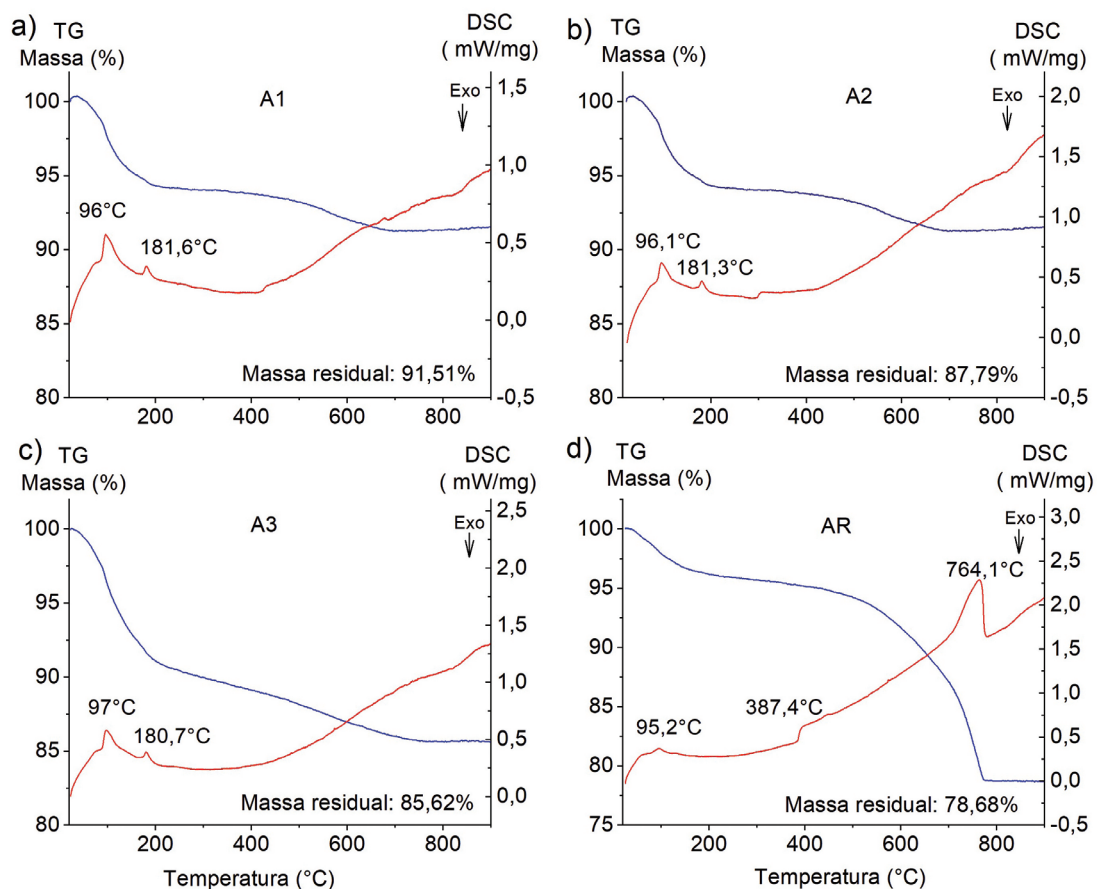 a)
TG
Massa (%)
DSC
( mW/mg)
A1
Exo
100
95
90
85
80
1,5
1,0
0,5
0,0
-0,5
96°C
181,6°C
Massa residual: 91,51%
200
400
600
800
b)
TG
Massa (%)
DSC
( mW/mg)
A2
Exo
100
95
90
85
80
2,0
1,5
1,0
0,5
0,0
-0,5
96,1°C
181,3°C
Massa residual: 87,79%
200
400
600
800
c)
TG
Massa (%)
DSC
( mW/mg)
A3
Exo
100
95
90
85
80
2,5
2,0
1,5
1,0
0,5
0,0
97°C
180,7°C
Massa residual: 85,62%
200
400
600
800
Temperatura (°C)
d)
TG
Massa (%)
DSC
( mW/mg)
AR
Exo
100
95
90
85
80
75
3,0
2,5
2,0
1,5
1,0
0,5
0,0
-0,5
764,1°C
387,4°C
95,2°C
Massa residual: 78,68%
200
400
600
800
Temperatura (°C)